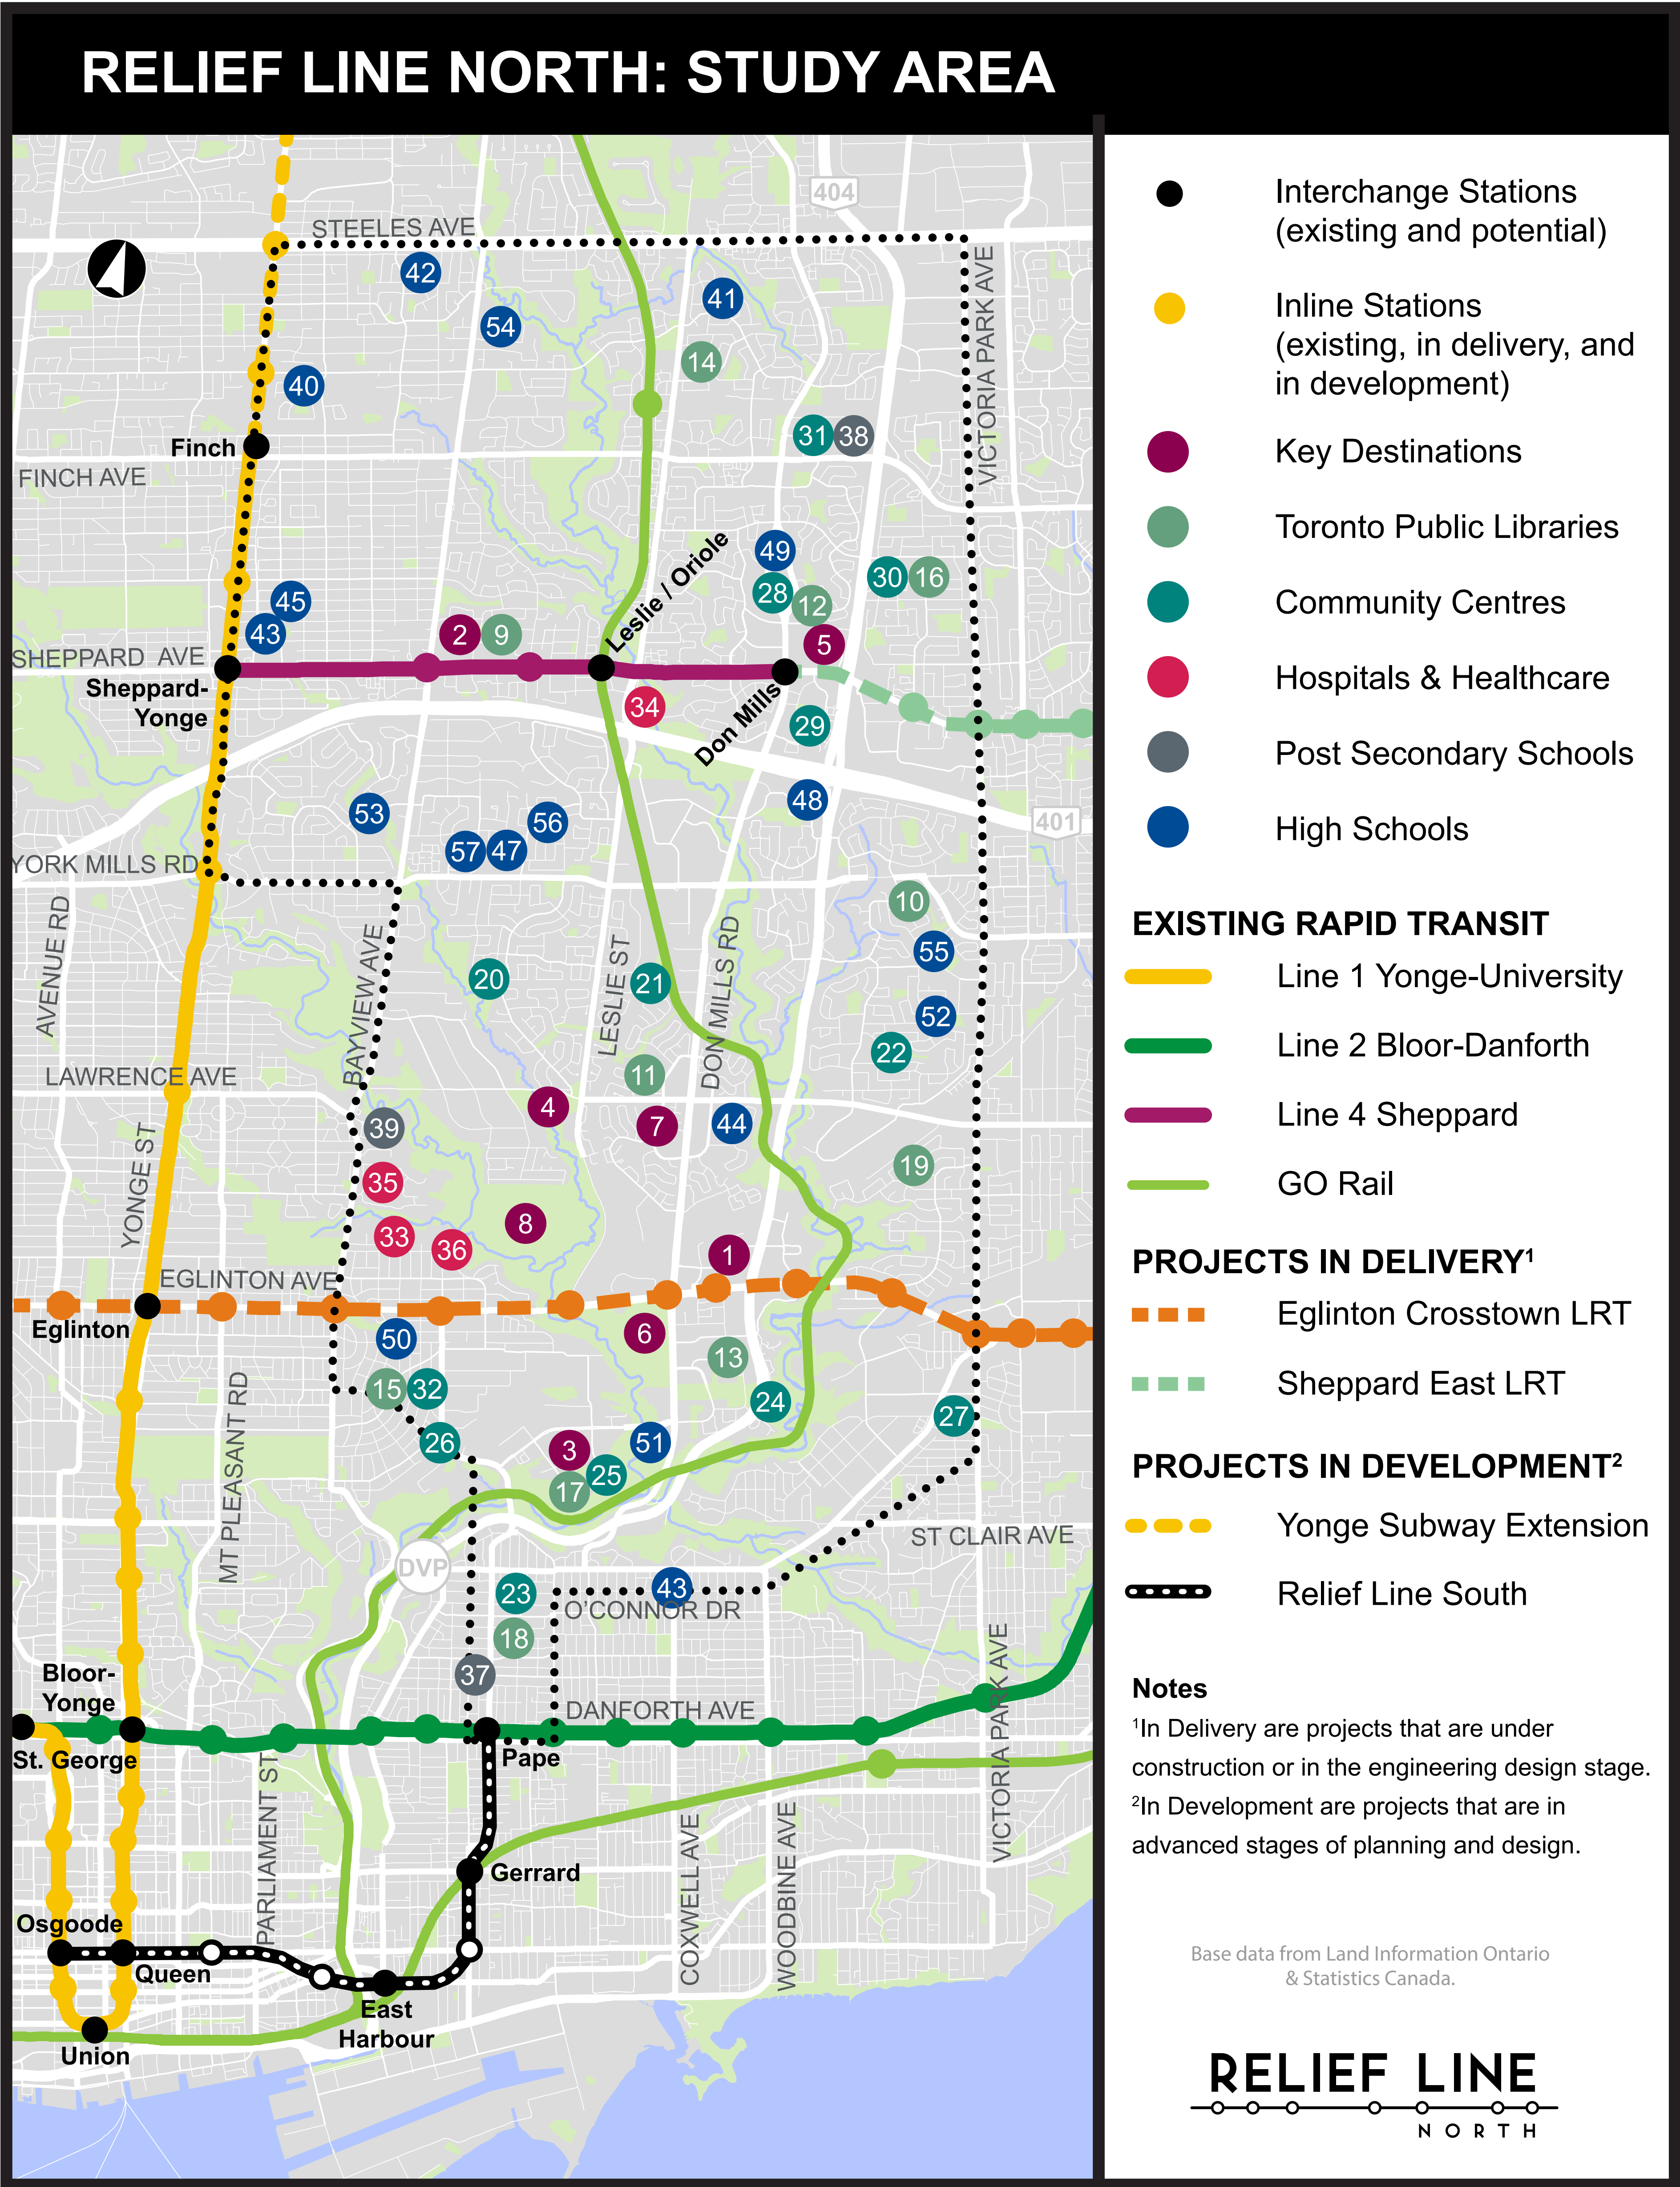 RELIEF LINE NORTH: STUDY AREA
404
STEELES AVE
42
41
54
VICTORIA PARK AVE
14
40
31
38
Finch
FINCH AVE
49
Leslie / Oriole
30
16
28
12
45
43
2
9
5
SHEPPARD AVE
Sheppard-
Yonge
34
Don Mills
29
53
48
56
401
57
47
YORK MILLS RD
10
AVENUE RD
BAYVIEW AVE
LESLIE ST
DON MILLS RD
55
20
21
52
22
LAWRENCE AVE
11
4
7
44
39
YONGE ST
19
35
8
33
36
1
EGLINTON AVE
Eglinton
6
50
13
MT PLEASANT RD
15
32
24
27
26
3
51
25
17
ST CLAIR AVE
DVP
23
43
O'CONNOR DR
18
37
Bloor-
Yonge
DANFORTH AVE
VICTORIA PARK AVE
St. George
Pape
PARLIAMENT ST
COXWELL AVE
WOODBINE AVE
Gerrard
Osgoode
Queen
East
Harbour
Union
Interchange Stations
(existing and potential)
Inline Stations
(existing, in delivery, and
in development)
Key Destinations
Toronto Public Libraries
Community Centres
Hospitals & Healthcare
Post Secondary Schools
High Schools
EXISTING RAPID TRANSIT
Line 1 Yonge-University
Line 2 Bloor-Danforth
Line 4 Sheppard
GO Rail
PROJECTS IN DELIVERY¹
Eglinton Crosstown LRT
Sheppard East LRT
PROJECTS IN DEVELOPMENT²
Yonge Subway Extension
Relief Line South
Notes
¹In Delivery are projects that are under
construction or in the engineering design stage.
²In Development are projects that are in
advanced stages of planning and design.
Base data from Land Information Ontario
& Statistics Canada.
RELIEF LINE
NORTH